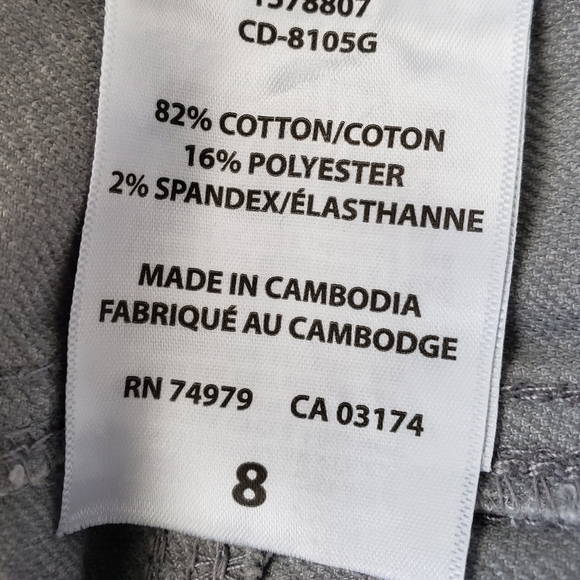 1578807
CD-8105G
82% COTTON/COTON
16% POLYESTER
2% SPANDEX/ÉLASTHANNE
MADE IN CAMBODIA
FABRIQUÉ AU CAMBODGE
RN 74979 CA 03174
8